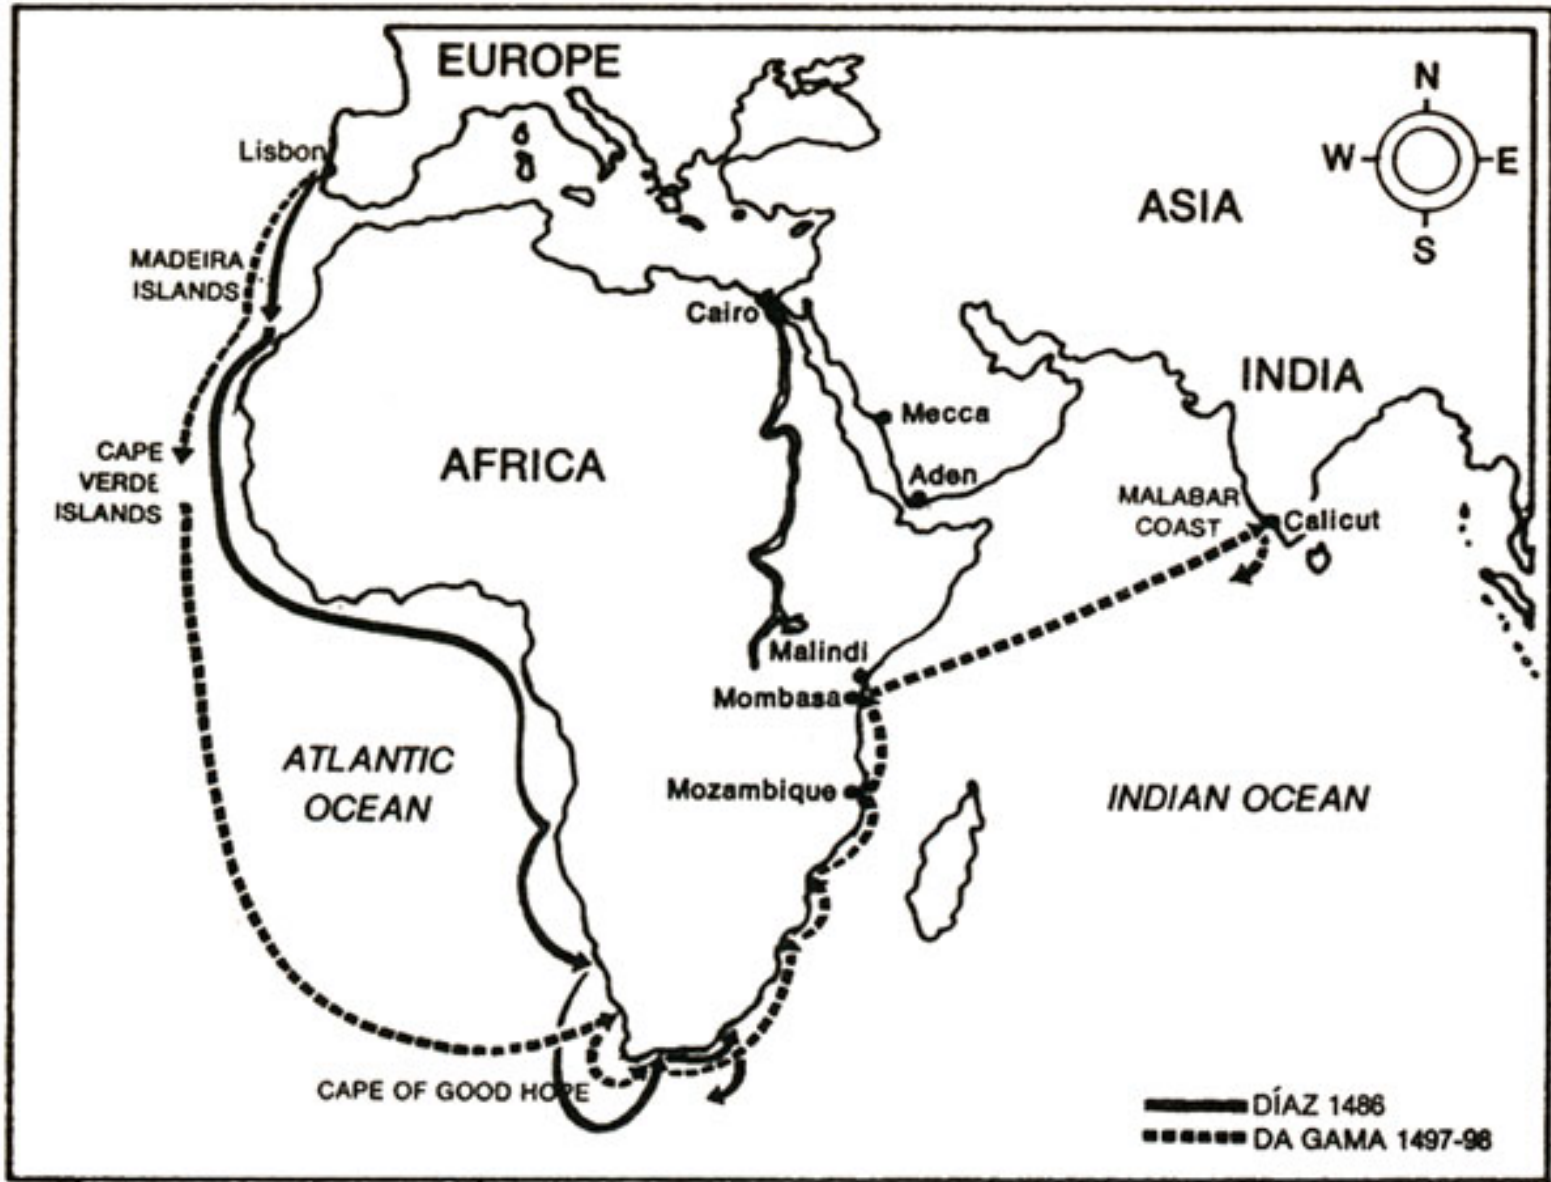 EUROPE
N
W
E
S
Lisbon
ASIA
MADEIRA
ISLANDS
Cairo
INDIA
Mecca
CAPE
VERDE
ISLANDS
AFRICA
Aden
MALABAR
COAST
Calicut
Malindi
Mombasa
ATLANTIC
OCEAN
Mozambique
INDIAN OCEAN
CAPE OF GOOD HOPE
DÍAZ 1486
DA GAMA 1497-98